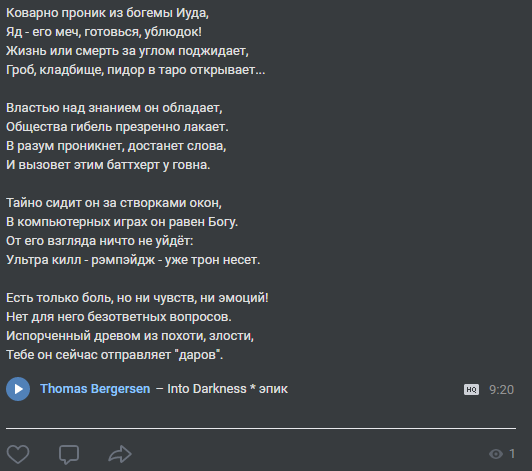 Коварно проник из богемы Иуда,
Яд - его меч, готовься, ублюдок!
Жизнь или смерть за углом поджидает,
Гроб, кладбище, пидор в таро открывает...
Властью над знанием он обладает,
Общества гибель презренно лакает.
В разум проникнет, достанет слова,
И вызовет этим баттхерт у говна.
Тайно сидит он за створками окон,
В компьютерных играх он равен Богу.
От его взгляда ничто не уйдёт:
Ультра килл - рэмпэйдж - уже трон несет.
Есть только боль, но ни чувств, ни эмоций!
Нет для него безответных вопросов.
Испорченный древом из похоти, злости,
Тебе он сейчас отправляет "даров".
Thomas Bergersen – Into Darkness * эпик HQ 9:20
1